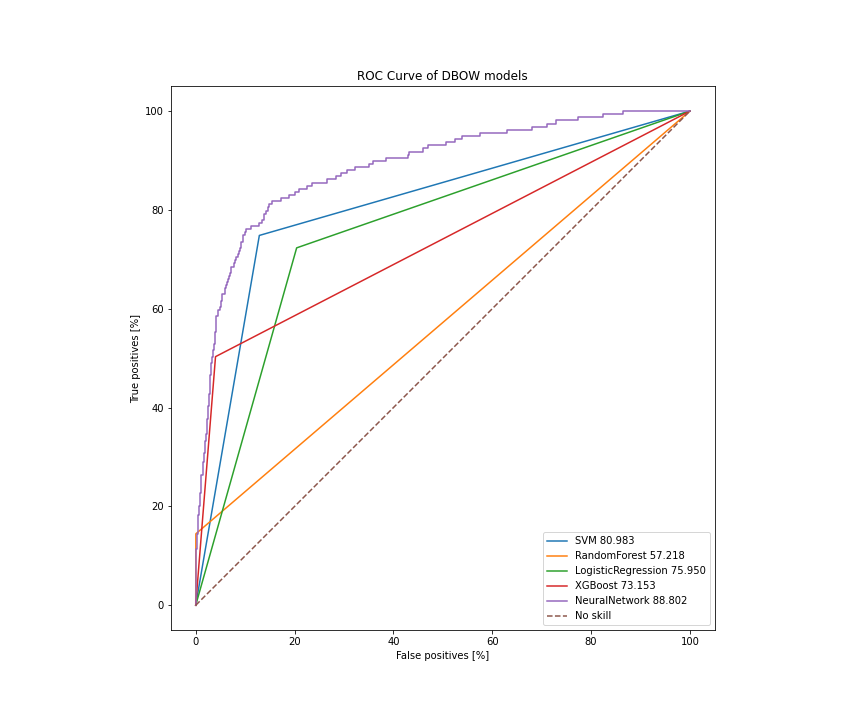 ROC Curve of DBOW models
True positives [%]
100
80
60
40
20
0
0 20 40 60 80 100
False positives [%]
SVM 80.983
RandomForest 57.218
LogisticRegression 75.950
XGBoost 73.153
NeuralNetwork 88.802
No skill